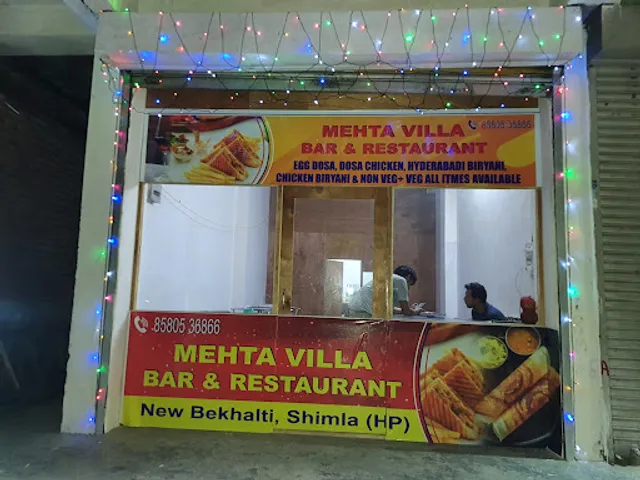 MEHTA VILLA
85805 36866
BAR & RESTAURANT
EGG DOSA, DOSA CHICKEN, HYDERABADI BIRYANI,
CHICKEN BIRYANI & NON VEG+ VEG ALL ITMES AVAILABLE
85805 36866
MEHTA VILLA
BAR & RESTAURANT
New Bekhalti, Shimla (HP)